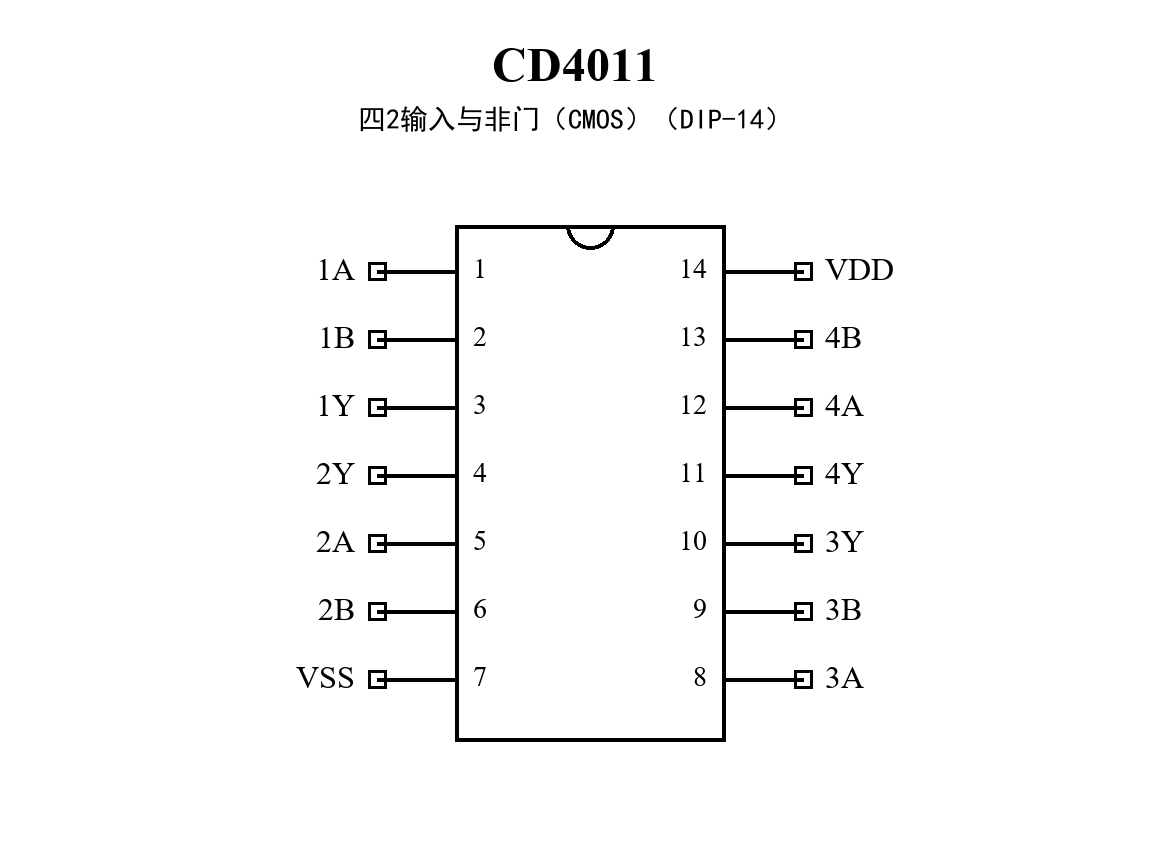 CD4011
四2输入与非门（CMOS）（DIP-14）
1A 1 14 VDD
1B 2 13 4B
1Y 3 12 4A
2Y 4 11 4Y
2A 5 10 3Y
2B 6 9 3B
VSS 7 8 3A